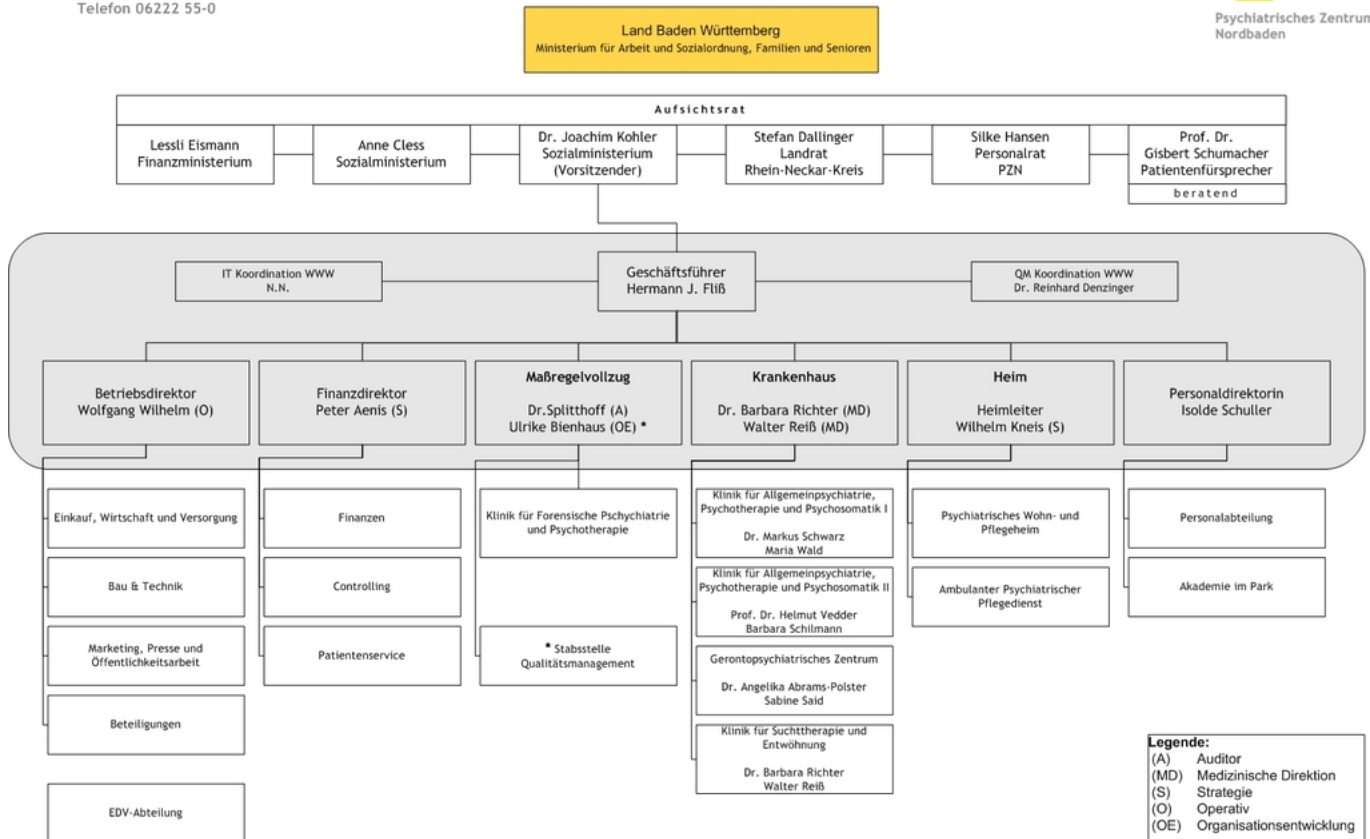 Telefon 06222 55-0
Psychiatrisches Zentrum
Nordbaden
Land Baden Württemberg
Ministerium für Arbeit und Sozialordnung, Familien und Senioren
Aufsichtsrat
Lessli Eismann
Finanzministerium
Anne Cless
Sozialministerium
Dr. Joachim Kohler
Sozialministerium
(Vorsitzender)
Stefan Dallinger
Landrat
Rhein-Neckar-Kreis
Silke Hansen
Personalrat
PZN
Prof. Dr.
Gisbert Schumacher
Patientenfürsprecher
beratend
IT Koordination WWW
N.N.
Geschäftsführer
Hermann J. Fliß
QM Koordination WWW
Dr. Reinhard Denzinger
Betriebsdirektor
Wolfgang Wilhelm (O)
Finanzdirektor
Peter Aenis (S)
Maßregelvollzug
Dr.Splitthoff (A)
Ulrike Bienhaus (OE) *
Krankenhaus
Dr. Barbara Richter (MD)
Walter Reiß (MD)
Heim
Heimleiter
Wilhelm Kneis (S)
Personaldirektorin
Isolde Schuller
Einkauf, Wirtschaft und Versorgung
Bau & Technik
Marketing, Presse und
Öffentlichkeitsarbeit
Beteiligungen
EDV-Abteilung
Finanzen
Controlling
Patientenservice
Klinik für Forensische Pschychiatrie
und Psychotherapie
* Stabsstelle
Qualitätsmanagement
Klinik für Allgemeinpsychiatrie,
Psychotherapie und Psychosomatik I
Dr. Markus Schwarz
Maria Wald
Klinik für Allgemeinpsychiatrie,
Psychotherapie und Psychosomatik II
Prof. Dr. Helmut Vedder
Barbara Schilmann
Gerontopsychiatrisches Zentrum
Dr. Angelika Abrams-Polster
Sabine Said
Klinik für Suchttherapie und
Entwöhnung
Dr. Barbara Richter
Walter Reiß
Psychiatrisches Wohn- und
Pflegeheim
Ambulanter Psychiatrischer
Pflegedienst
Personalabteilung
Akademie im Park
Legende:
(A) Auditor
(MD) Medizinische Direktion
(S) Strategie
(O) Operativ
(OE) Organisationsentwicklung